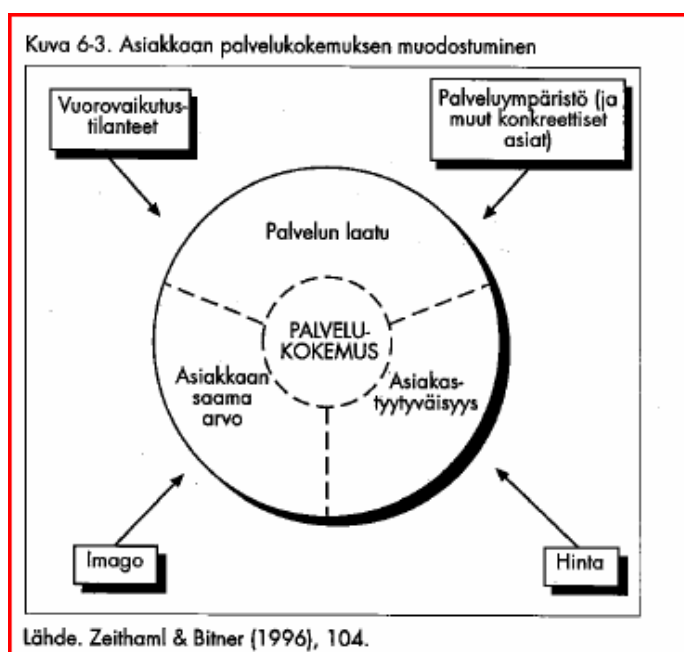 Kuva 6-3. Asiakkaan palvelukokemuksen muodostuminen
Vuorovaikutus-
tilanteet
Palveluympäristö (ja
muut konkreettiset
asiat)
Palvelun laatu
PALVELU-
KOKEMUS
Asiakkaan
saama
arvo
Asiakas-
tyytyväisyys
Imago
Hinta
Lähde. Zeithaml & Bitner (1996), 104.